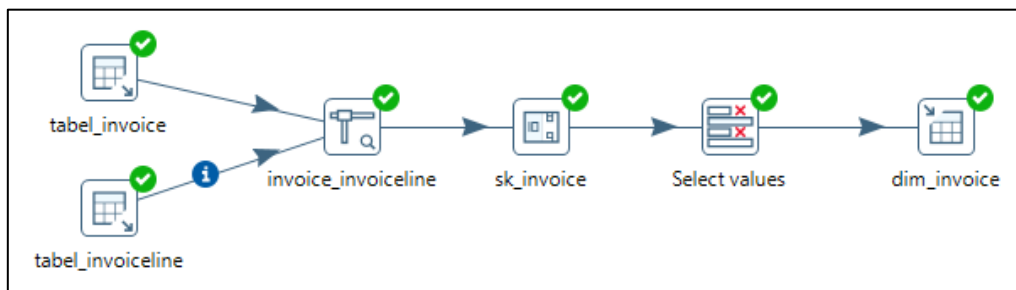 tabel_invoice
tabel_invoiceline
invoice_invoiceline
sk_invoice
Select values
dim_invoice